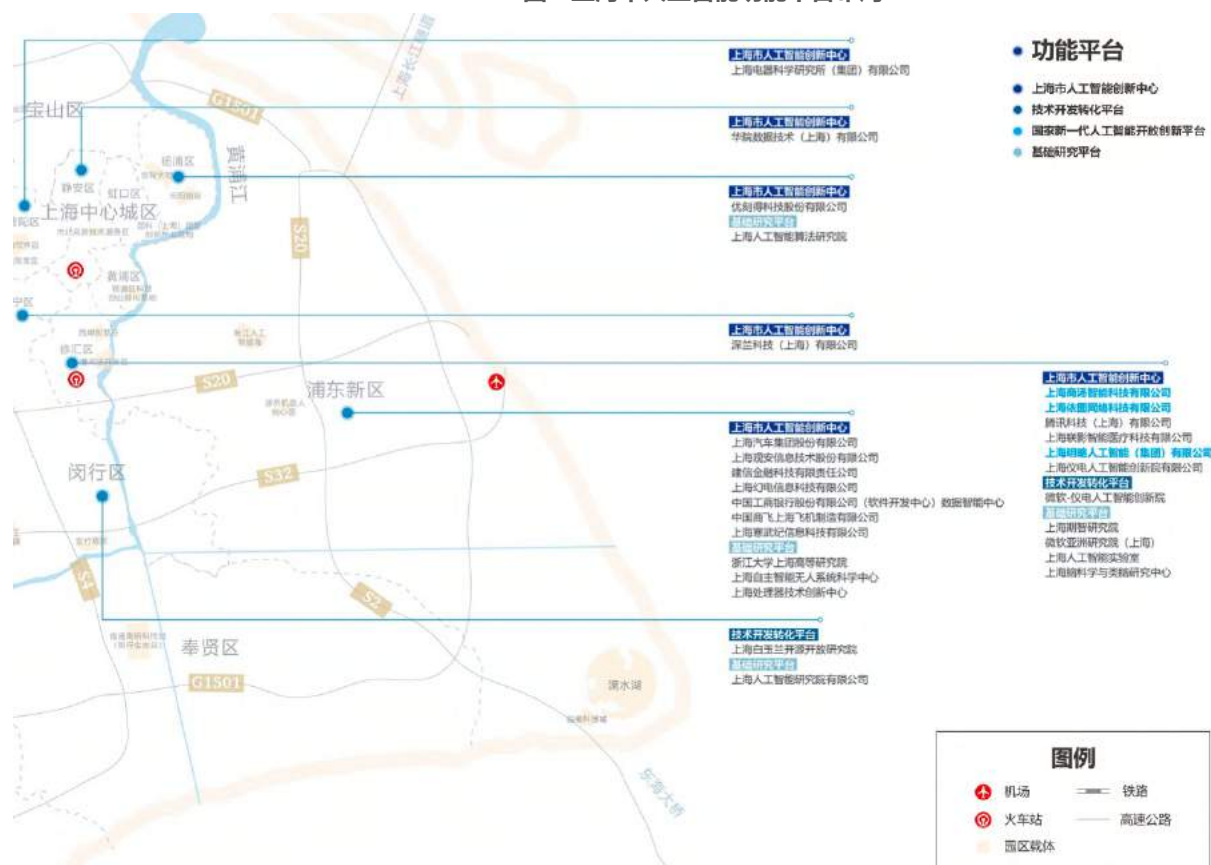 上海长江隧道
G1501
宝山区
黄浦江
杨浦区
静安区
虹口区
上海中心城区
S20
黄浦区
徐汇区
S20
浦东新区
闵行区
S32
S4
S2
奉贤区
G1501
滴水湖
东海大桥
上海市人工智能创新中心
上海电器科学研究所（集团）有限公司
上海市人工智能创新中心
华院数据技术（上海）有限公司
上海市人工智能创新中心
优刻得科技股份有限公司
基础研究平台
上海人工智能算法研究院
上海市人工智能创新中心
深兰科技（上海）有限公司
上海市人工智能创新中心
上海汽车集团股份有限公司
上海观安信息技术股份有限公司
建信金融科技有限责任公司
上海幻电信息科技有限公司
中国工商银行股份有限公司（软件开发中心）数据智能中心
中国商飞上海飞机制造有限公司
上海寒武纪信息科技有限公司
基础研究平台
浙江大学上海高等研究院
上海自主智能无人系统科学中心
上海处理器技术创新中心
技术开发转化平台
上海白玉兰开源开放研究院
基础研究平台
上海人工智能研究院有限公司
功能平台
上海市人工智能创新中心
技术开发转化平台
国家新一代人工智能开放创新平台
基础研究平台
上海市人工智能创新中心
上海商汤智能科技有限公司
上海依图网络科技有限公司
腾讯科技（上海）有限公司
上海联影智能医疗科技有限公司
上海明略人工智能（集团）有限公司
上海仪电人工智能创新院有限公司
技术开发转化平台
微软-仪电人工智能创新院
基础研究平台
上海期智研究院
微软亚洲研究院（上海）
上海人工智能实验室
上海脑科学与类脑研究中心
图例
机场
铁路
火车站
高速公路
园区载体